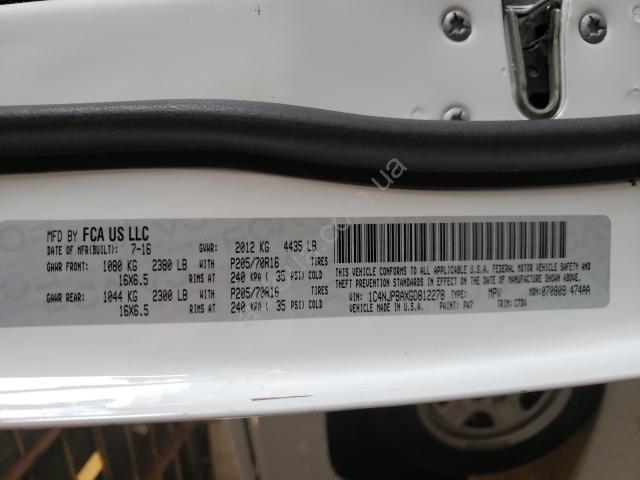 MFD BY FCA US LLC
DATE OF MFR(BUILT): 7-16 GVWR: 2012 KG 4435 LB
GAWR FRONT: 1080 KG 2380 LB WITH P205/70R16 TIRES
16X6.5 RIMS AT 240 KPA ( 35 PSI) COLD
GAWR REAR: 1044 KG 2300 LB WITH P205/70R16 TIRES
16X6.5 RIMS AT 240 KPA ( 35 PSI) COLD
THIS VEHICLE CONFORMS TO ALL APPLICABLE U.S.A. FEDERAL MOTOR VEHICLE SAFETY AND
THEFT PREVENTION STANDARDS IN EFFECT ON THE DATE OF MANUFACTURE SHOWN ABOVE.
VIN: 1C4NJPBAXGD812278 TYPE: MPV MDH: 070809 474AA
VEHICLE MADE IN U.S.A. PAINT: PW7 TRIM: